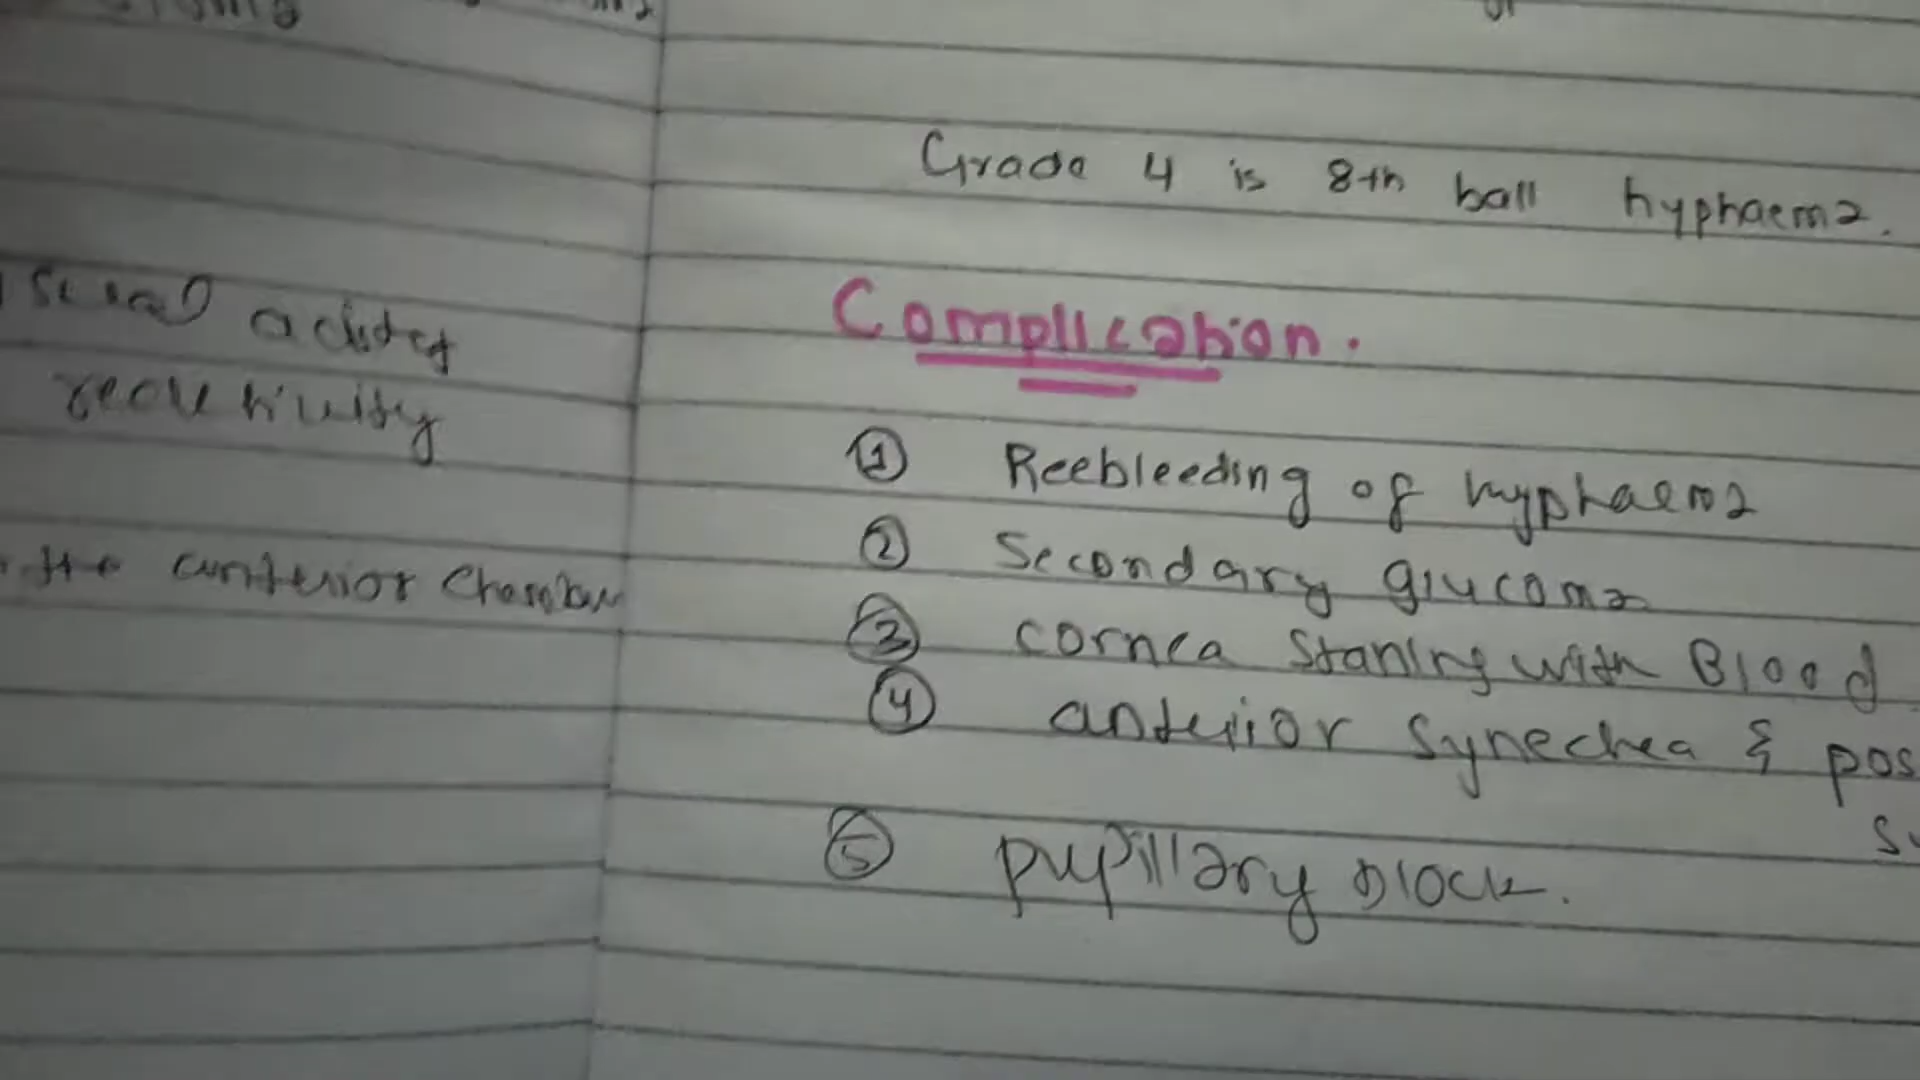 Grade 4 is 8th ball hyphaema.
Complication.
① Reebleeding of hyphaema
② Secondary glucoma
③ cornea Staning with Blood
④ anterior Synechea & pos
⑤ pupillary Block.
acuity
the anterior Chamber